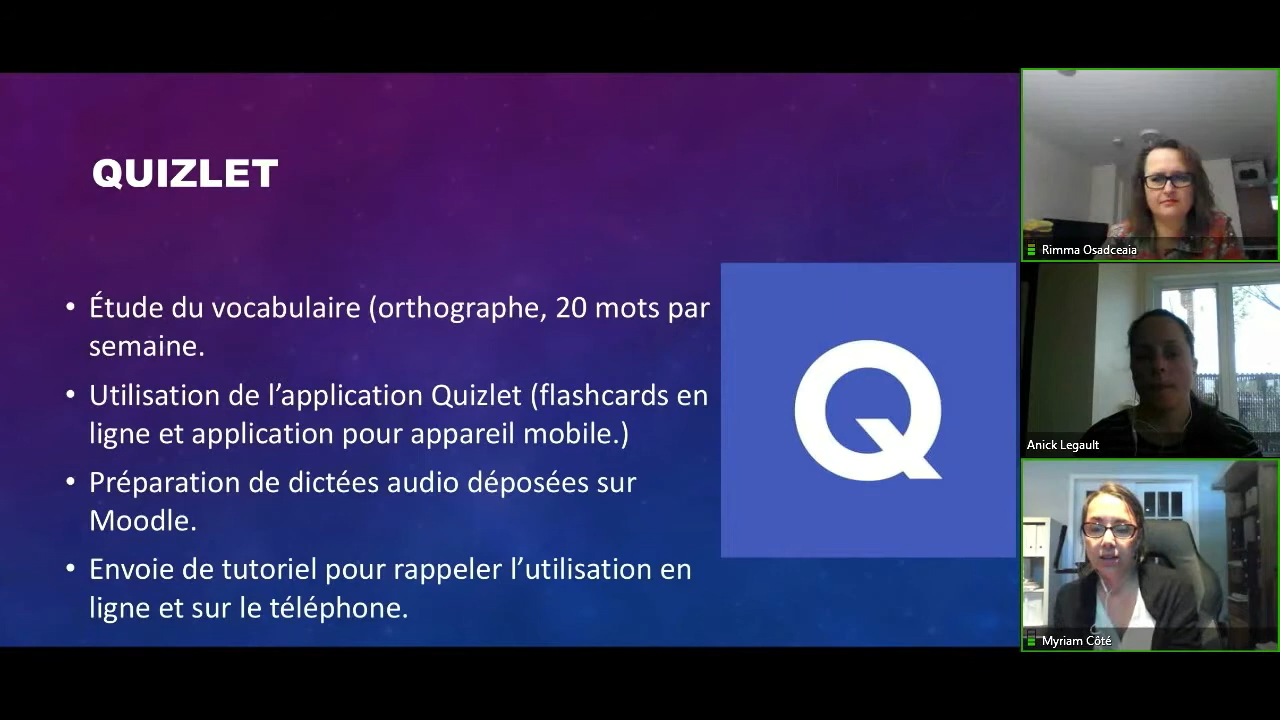 QUIZLET
• Étude du vocabulaire (orthographe, 20 mots par
semaine.
• Utilisation de l’application Quizlet (flashcards en
ligne et application pour appareil mobile.)
• Préparation de dictées audio déposées sur
Moodle.
• Envoie de tutoriel pour rappeler l’utilisation en
ligne et sur le téléphone.
Q
Rimma Osadceaia
Anick Legault
Myriam Côté